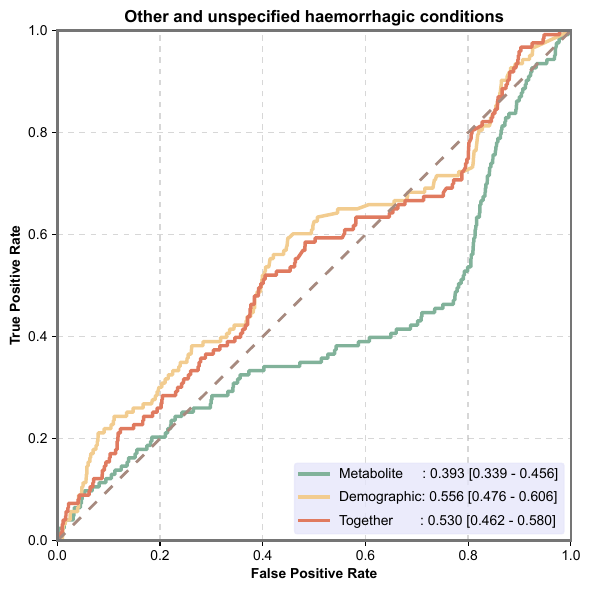 Other and unspecified haemorrhagic conditions
1.0
0.8
0.6
0.4
0.2
0.0
True Positive Rate
Metabolite : 0.393 [0.339 - 0.456]
Demographic: 0.556 [0.476 - 0.606]
Together : 0.530 [0.462 - 0.580]
0.0 0.2 0.4 0.6 0.8 1.0
False Positive Rate